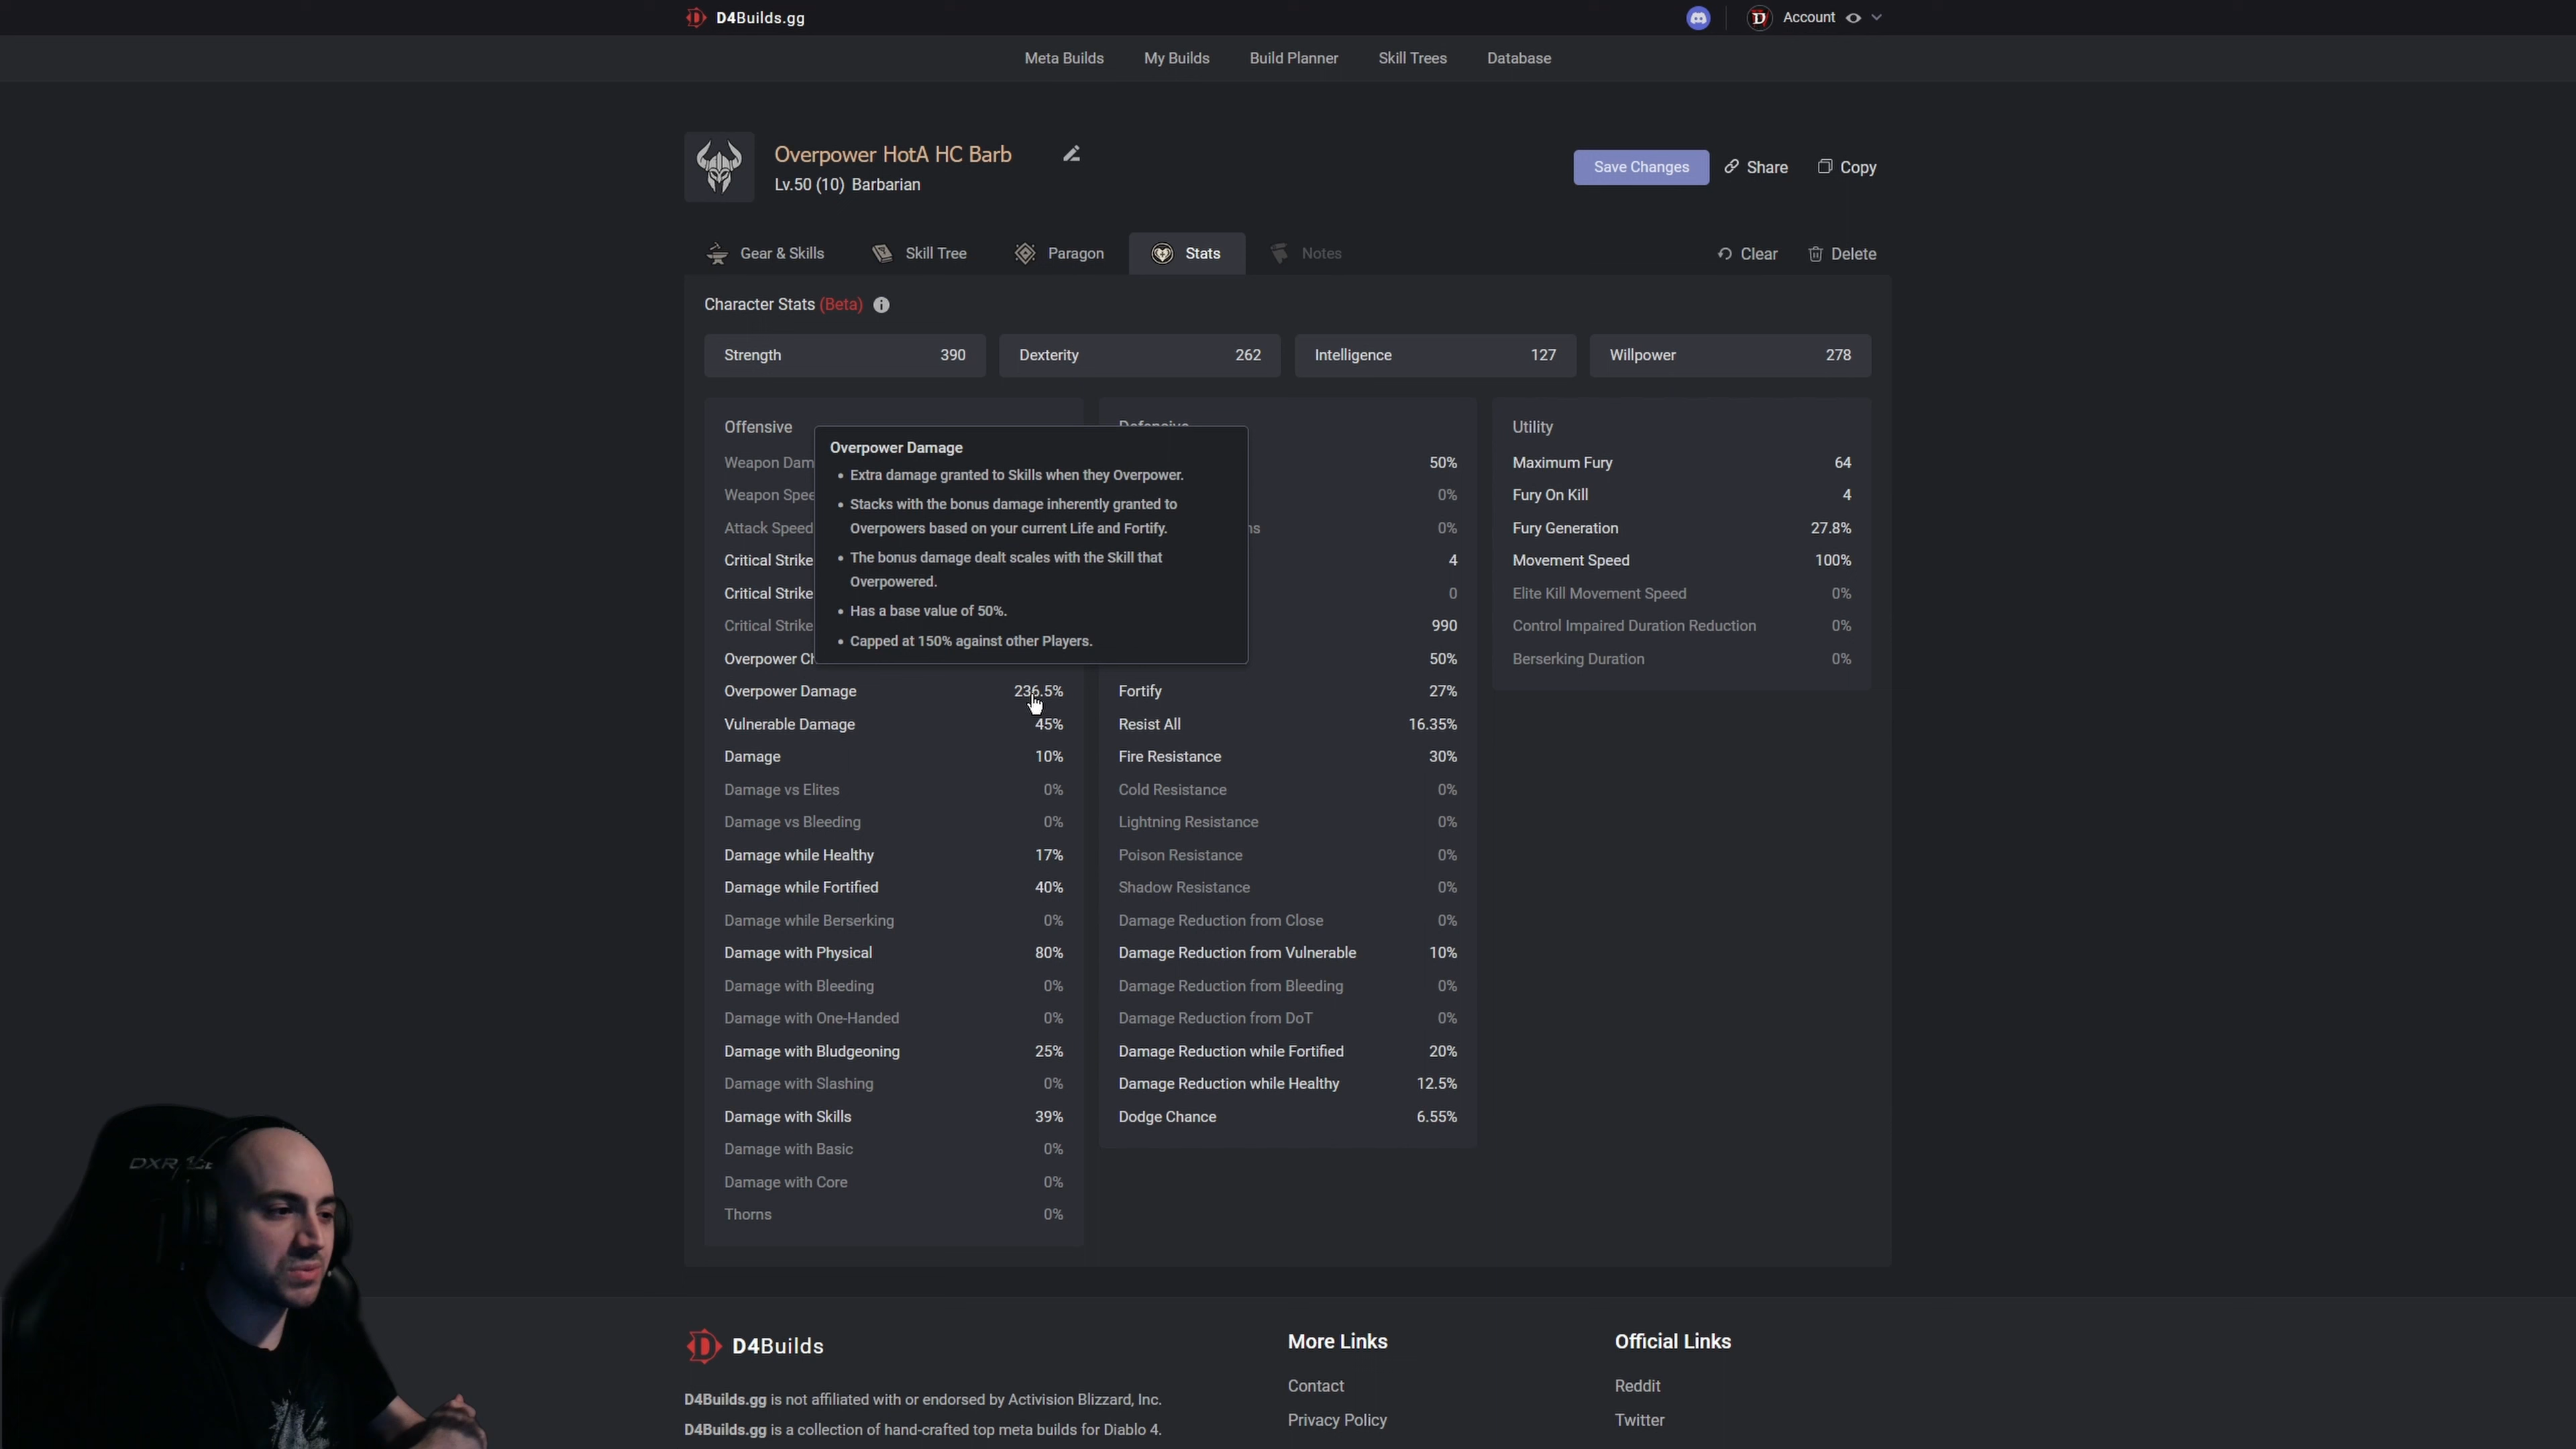 D4Builds.gg
Account
Meta Builds My Builds Build Planner Skill Trees Database
Overpower HotA HC Barb
Lv.50 (10) Barbarian
Save Changes Share Copy
Gear & Skills Skill Tree Paragon Stats Notes Clear Delete
Character Stats (Beta)
Strength 390 Dexterity 262 Intelligence 127 Willpower 278
Offensive
Weapon Dam
Weapon Spee
Attack Speed
Critical Strike
Critical Strike
Critical Strike
Overpower Ch
Overpower Damage 236.5%
Vulnerable Damage 45%
Damage 10%
Damage vs Elites 0%
Damage vs Bleeding 0%
Damage while Healthy 17%
Damage while Fortified 40%
Damage while Berserking 0%
Damage with Physical 80%
Damage with Bleeding 0%
Damage with One-Handed 0%
Damage with Bludgeoning 25%
Damage with Slashing 0%
Damage with Skills 39%
Damage with Basic 0%
Damage with Core 0%
Thorns 0%
Overpower Damage
• Extra damage granted to Skills when they Overpower.
• Stacks with the bonus damage inherently granted to
Overpowers based on your current Life and Fortify.
• The bonus damage dealt scales with the Skill that
Overpowered.
• Has a base value of 50%.
• Capped at 150% against other Players.
50%
0%
ns 0%
4
0
990
50%
Fortify 27%
Resist All 16.35%
Fire Resistance 30%
Cold Resistance 0%
Lightning Resistance 0%
Poison Resistance 0%
Shadow Resistance 0%
Damage Reduction from Close 0%
Damage Reduction from Vulnerable 10%
Damage Reduction from Bleeding 0%
Damage Reduction from DoT 0%
Damage Reduction while Fortified 20%
Damage Reduction while Healthy 12.5%
Dodge Chance 6.55%
Utility
Maximum Fury 64
Fury On Kill 4
Fury Generation 27.8%
Movement Speed 100%
Elite Kill Movement Speed 0%
Control Impaired Duration Reduction 0%
Berserking Duration 0%
D4Builds
D4Builds.gg is not affiliated with or endorsed by Activision Blizzard, Inc.
D4Builds.gg is a collection of hand-crafted top meta builds for Diablo 4.
More Links
Contact
Privacy Policy
Official Links
Reddit
Twitter